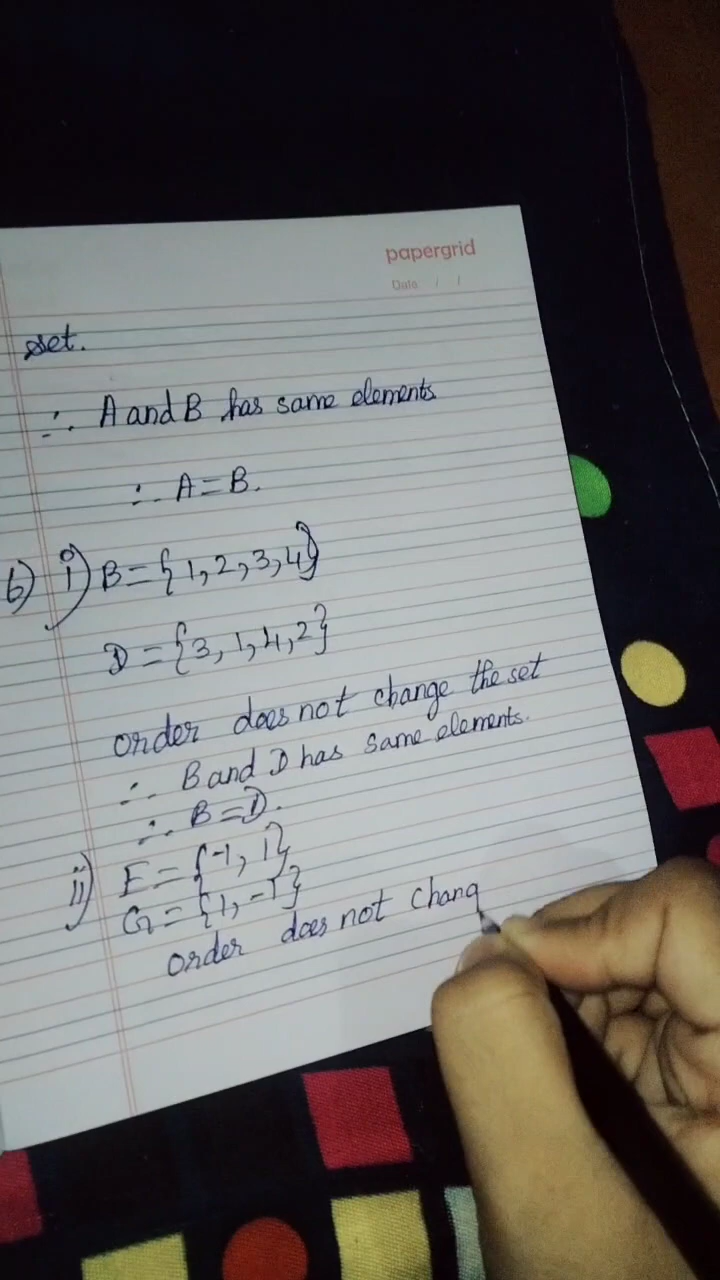 papergrid
Date / /
set.
∴ A and B has same elements
∴ A = B.
b) i) B = {1, 2, 3, 4}
D = {3, 1, 4, 2}
order does not change the set
∴ B and D has same elements.
∴ B = D.
ii) E = {-1, 1}
G = {1, -1}
order does not chang